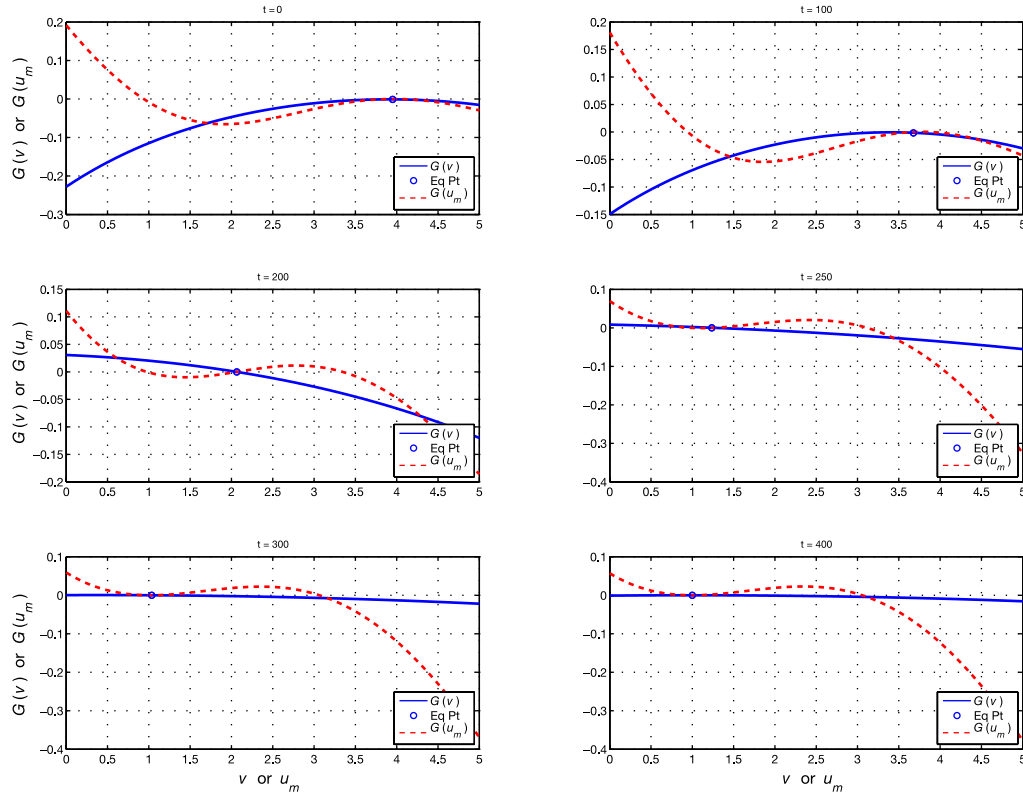 t = 0
0.2
0.1
0
−0.1
−0.2
−0.3
0 0.5 1 1.5 2 2.5 3 3.5 4 4.5 5
G (v) or G (u_m)
G (v)
Eq Pt
G (u_m)
t = 100
0.2
0.15
0.1
0.05
0
−0.05
−0.1
−0.15
0 0.5 1 1.5 2 2.5 3 3.5 4 4.5 5
G (v)
Eq Pt
G (u_m)
t = 200
0.15
0.1
0.05
0
−0.05
−0.1
−0.15
−0.2
0 0.5 1 1.5 2 2.5 3 3.5 4 4.5 5
G (v) or G (u_m)
G (v)
Eq Pt
G (u_m)
t = 250
0.1
0
−0.1
−0.2
−0.3
−0.4
0 0.5 1 1.5 2 2.5 3 3.5 4 4.5 5
G (v)
Eq Pt
G (u_m)
t = 300
0.1
0
−0.1
−0.2
−0.3
−0.4
0 0.5 1 1.5 2 2.5 3 3.5 4 4.5 5
G (v) or G (u_m)
v or u_m
G (v)
Eq Pt
G (u_m)
t = 400
0.1
0
−0.1
−0.2
−0.3
−0.4
0 0.5 1 1.5 2 2.5 3 3.5 4 4.5 5
v or u_m
G (v)
Eq Pt
G (u_m)